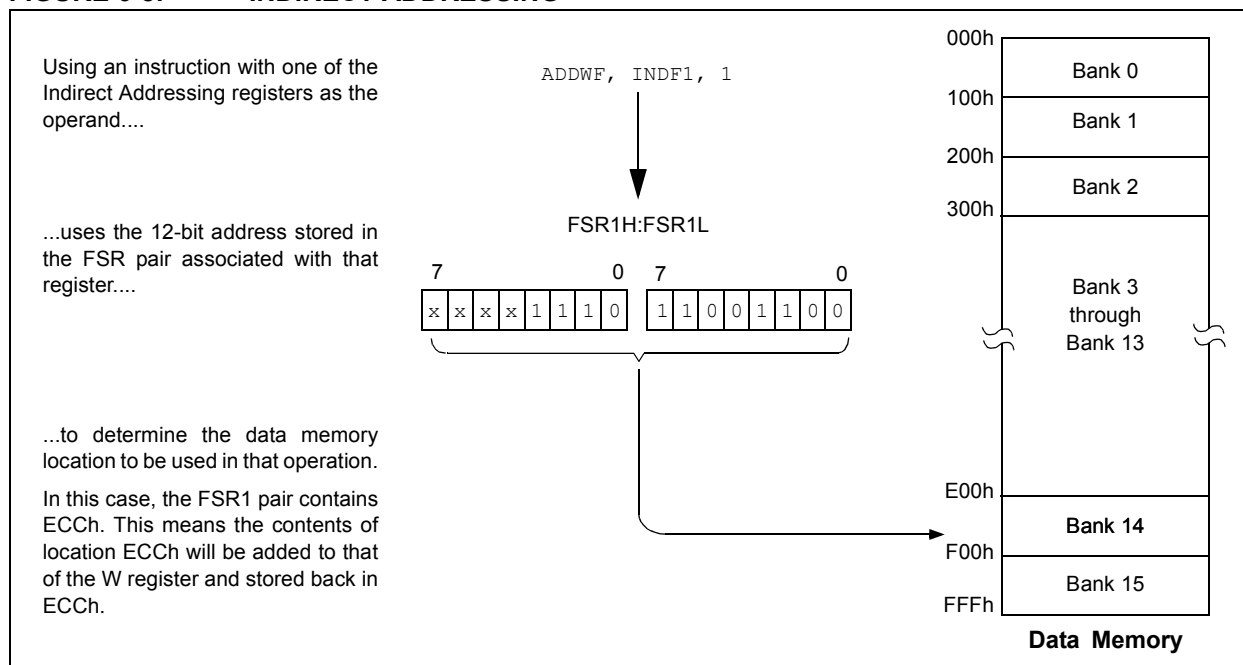 Using an instruction with one of the
Indirect Addressing registers as the
operand....
ADDWF, INDF1, 1
...uses the 12-bit address stored in
the FSR pair associated with that
register....
FSR1H:FSR1L
7 0 7 0
x x x x 1 1 1 0 1 1 0 0 1 1 0 0
...to determine the data memory
location to be used in that operation.
In this case, the FSR1 pair contains
ECCh. This means the contents of
location ECCh will be added to that
of the W register and stored back in
ECCh.
000h
Bank 0
100h
Bank 1
200h
Bank 2
300h
Bank 3
through
Bank 13
E00h
Bank 14
F00h
Bank 15
FFFh
Data Memory